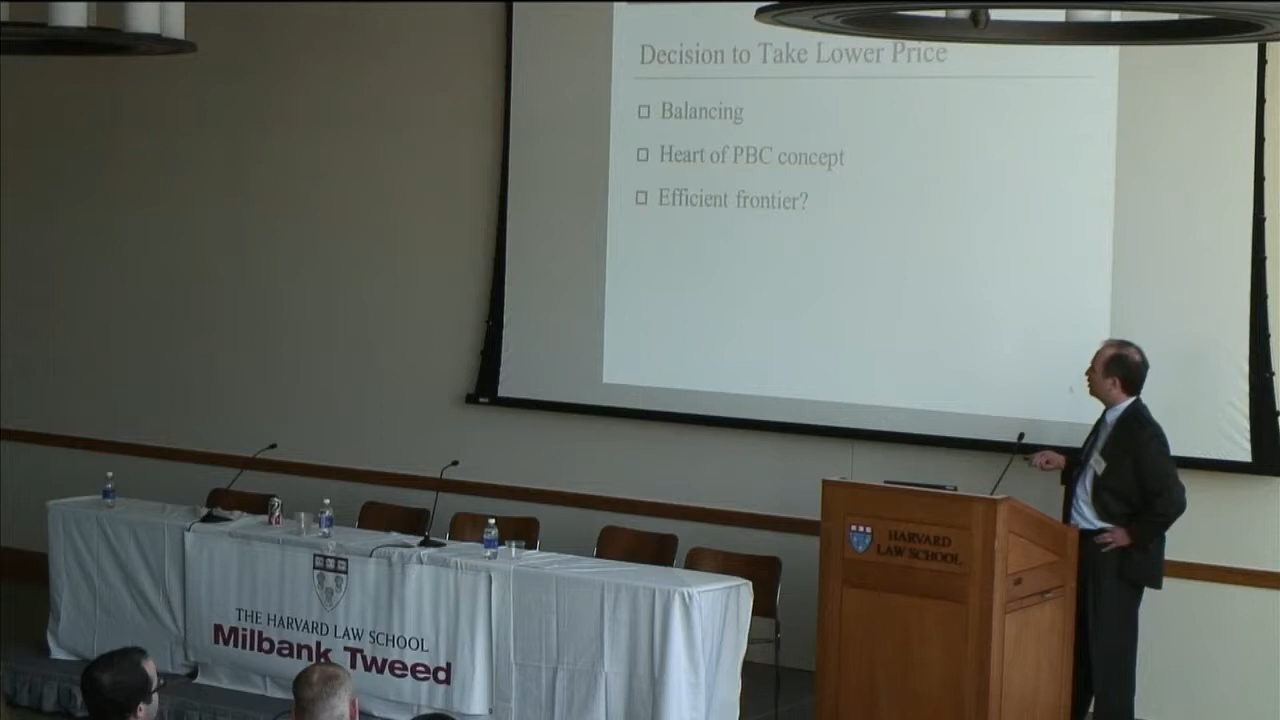 Decision to Take Lower Price
Balancing
Heart of PBC concept
Efficient frontier?
HARVARD
LAW SCHOOL
THE HARVARD LAW SCHOOL
Milbank Tweed